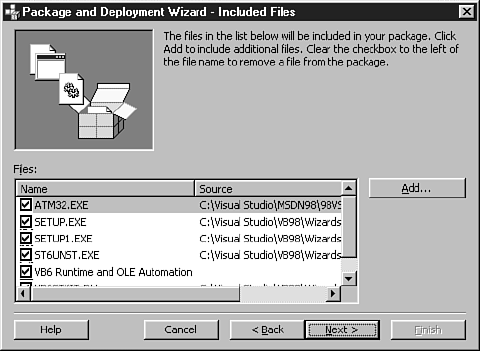 Package and Deployment Wizard - Included Files
The files in the list below will be included in your package. Click
Add to include additional files. Clear the checkbox to the left
of the file name to remove a file from the package.
Files:
Name Source
ATM32.EXE C:\Visual Studio\MSDN98\98VS
Add...
SETUP.EXE C:\Visual Studio\VB98\Wizards
SETUP1.EXE C:\Visual Studio\VB98\Wizards
ST6UNST.EXE C:\Visual Studio\VB98\Wizards
VB6 Runtime and OLE Automation
Help Cancel < Back Next > Finish